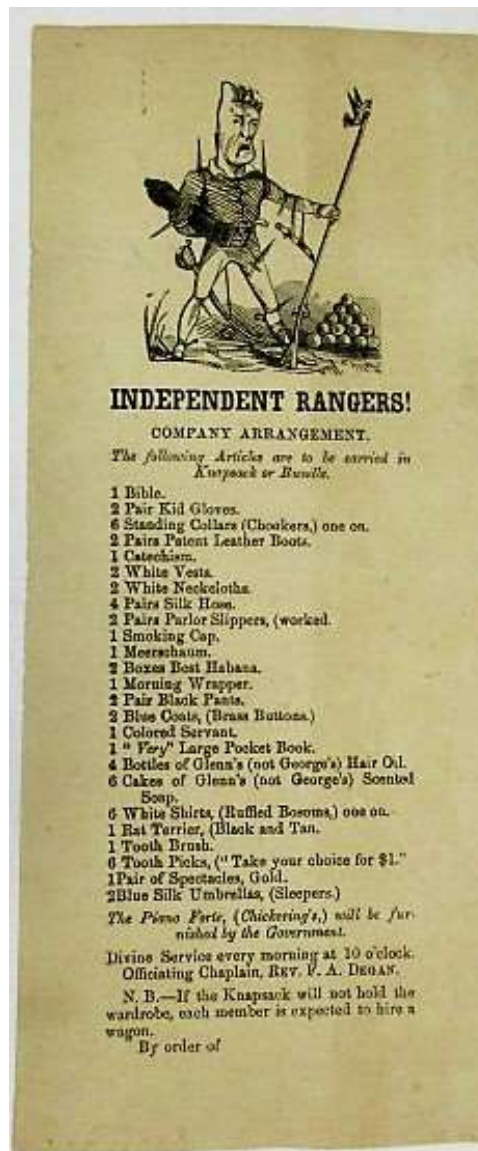 INDEPENDENT RANGERS!
COMPANY ARRANGEMENT.
The following Articles are to be carried in
Knapsack or Bundle.
1 Bible.
2 Pair Kid Gloves.
6 Standing Collars (Chookers,) one on.
2 Pairs Patent Leather Boots.
1 Catechism.
2 White Vests.
2 White Neckcloths.
4 Pairs Silk Hose.
2 Pairs Parlor Slippers, (worked.
1 Smoking Cap.
1 Meerschaum.
2 Boxes Best Habana.
1 Morning Wrapper.
2 Pair Black Pants.
2 Blue Coats, (Brass Buttons.)
1 Colored Servant.
1 "Very" Large Pocket Book.
4 Bottles of Glenn's (not George's) Hair Oil.
6 Cakes of Glenn's (not George's) Scented
Soap.
6 White Shirts, (Ruffled Bosoms,) one on.
1 Rat Terrier, (Black and Tan.
1 Tooth Brush.
6 Tooth Picks, ("Take your choice for $1."
1Pair of Spectacles, Gold.
2Blue Silk Umbrellas, (Sleepers.)
The Piano Forte, (Chickering's,) will be fur-
nished by the Government.
Divine Service every morning at 10 o'clock.
Officiating Chaplain, REV. F. A. DEGAN.
N. B.—If the Knapsack will not hold the
wardrobe, each member is expected to hire a
wagon.
By order of